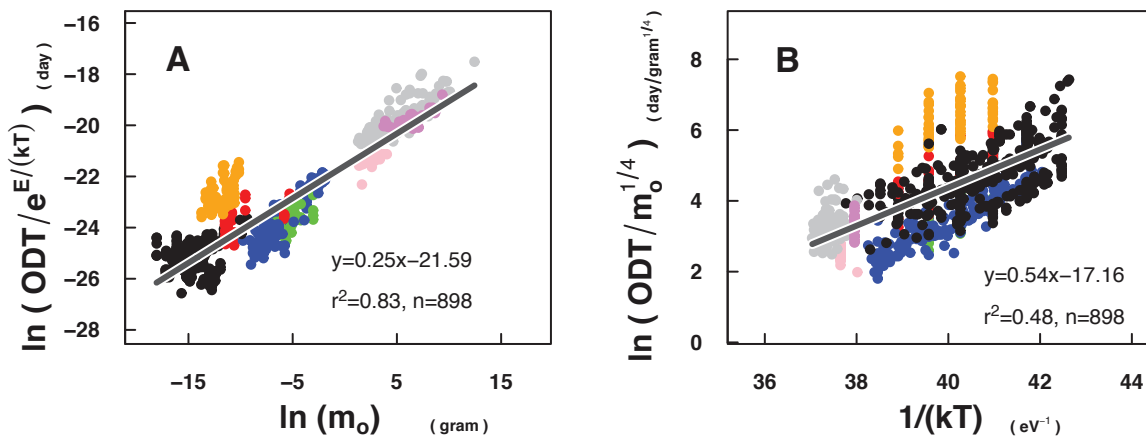 A
ln ( ODT / e^{E/(kT)} ) ( day )
−16
−18
−20
−22
−24
−26
−28
y=0.25x−21.59
r²=0.83, n=898
−15 −5 5 15
ln (mₒ) ( gram )
B
ln ( ODT / mₒ^{1/4} ) (day/gram^{1/4})
8
6
4
2
0
y=0.54x−17.16
r²=0.48, n=898
36 38 40 42 44
1/(kT) ( eV⁻¹ )